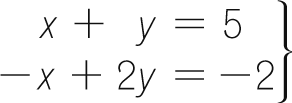 x + y = 5
−x + 2y = −2}